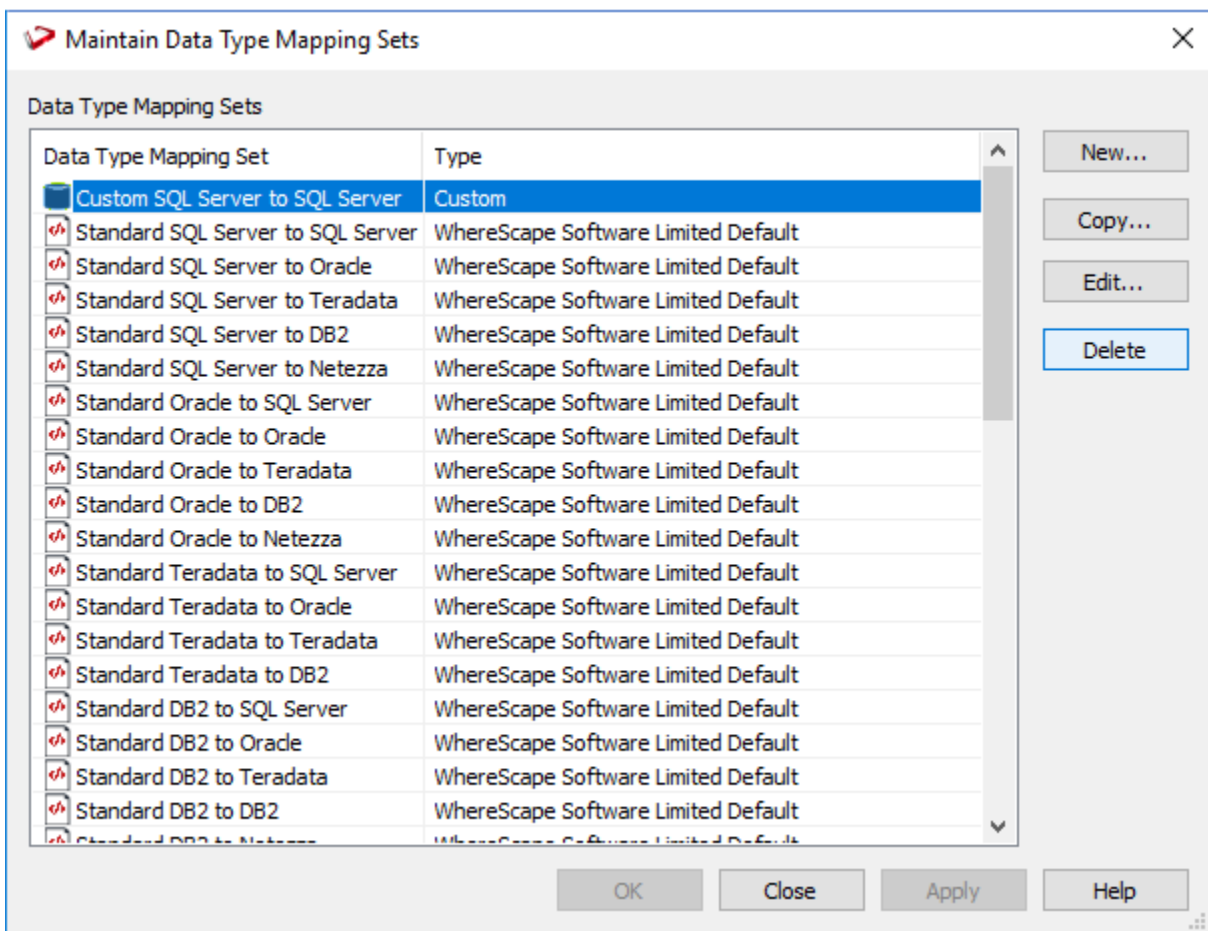 Maintain Data Type Mapping Sets
Data Type Mapping Sets
Data Type Mapping Set Type
Custom SQL Server to SQL Server Custom
Standard SQL Server to SQL Server WhereScape Software Limited Default
Standard SQL Server to Oracle WhereScape Software Limited Default
Standard SQL Server to Teradata WhereScape Software Limited Default
Standard SQL Server to DB2 WhereScape Software Limited Default
Standard SQL Server to Netezza WhereScape Software Limited Default
Standard Oracle to SQL Server WhereScape Software Limited Default
Standard Oracle to Oracle WhereScape Software Limited Default
Standard Oracle to Teradata WhereScape Software Limited Default
Standard Oracle to DB2 WhereScape Software Limited Default
Standard Oracle to Netezza WhereScape Software Limited Default
Standard Teradata to SQL Server WhereScape Software Limited Default
Standard Teradata to Oracle WhereScape Software Limited Default
Standard Teradata to Teradata WhereScape Software Limited Default
Standard Teradata to DB2 WhereScape Software Limited Default
Standard DB2 to SQL Server WhereScape Software Limited Default
Standard DB2 to Oracle WhereScape Software Limited Default
Standard DB2 to Teradata WhereScape Software Limited Default
Standard DB2 to DB2 WhereScape Software Limited Default
Standard DB2 to Netezza WhereScape Software Limited Default
New...
Copy...
Edit...
Delete
OK Close Apply Help